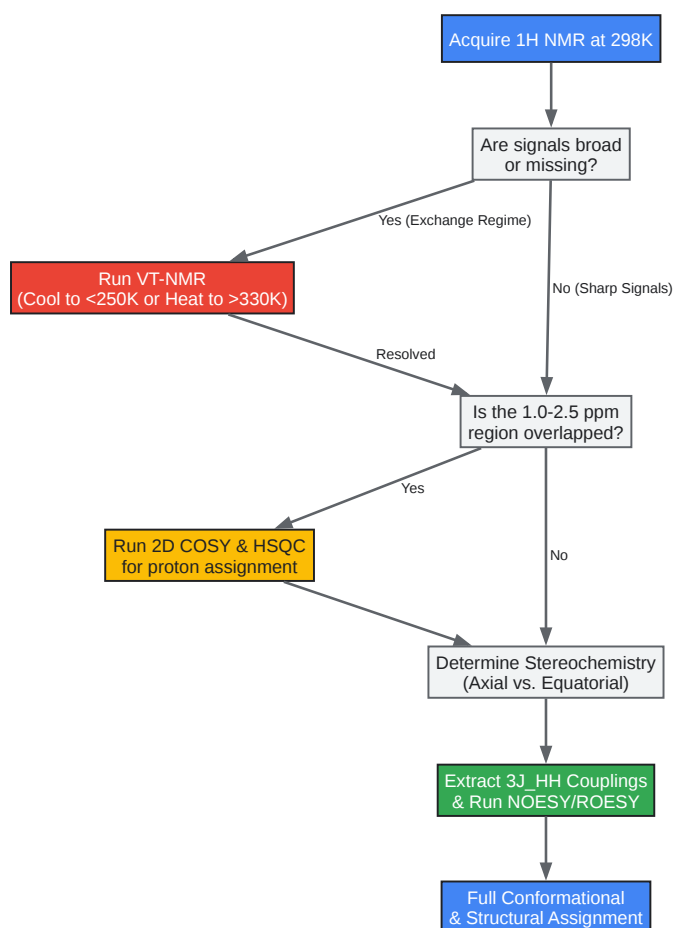 Acquire 1H NMR at 298K
Are signals broad
or missing?
Yes (Exchange Regime)
Run VT-NMR
(Cool to <250K or Heat to >330K)
No (Sharp Signals)
Resolved
Is the 1.0-2.5 ppm
region overlapped?
Yes
Run 2D COSY & HSQC
for proton assignment
No
Determine Stereochemistry
(Axial vs. Equatorial)
Extract 3J_HH Couplings
& Run NOESY/ROESY
Full Conformational
& Structural Assignment